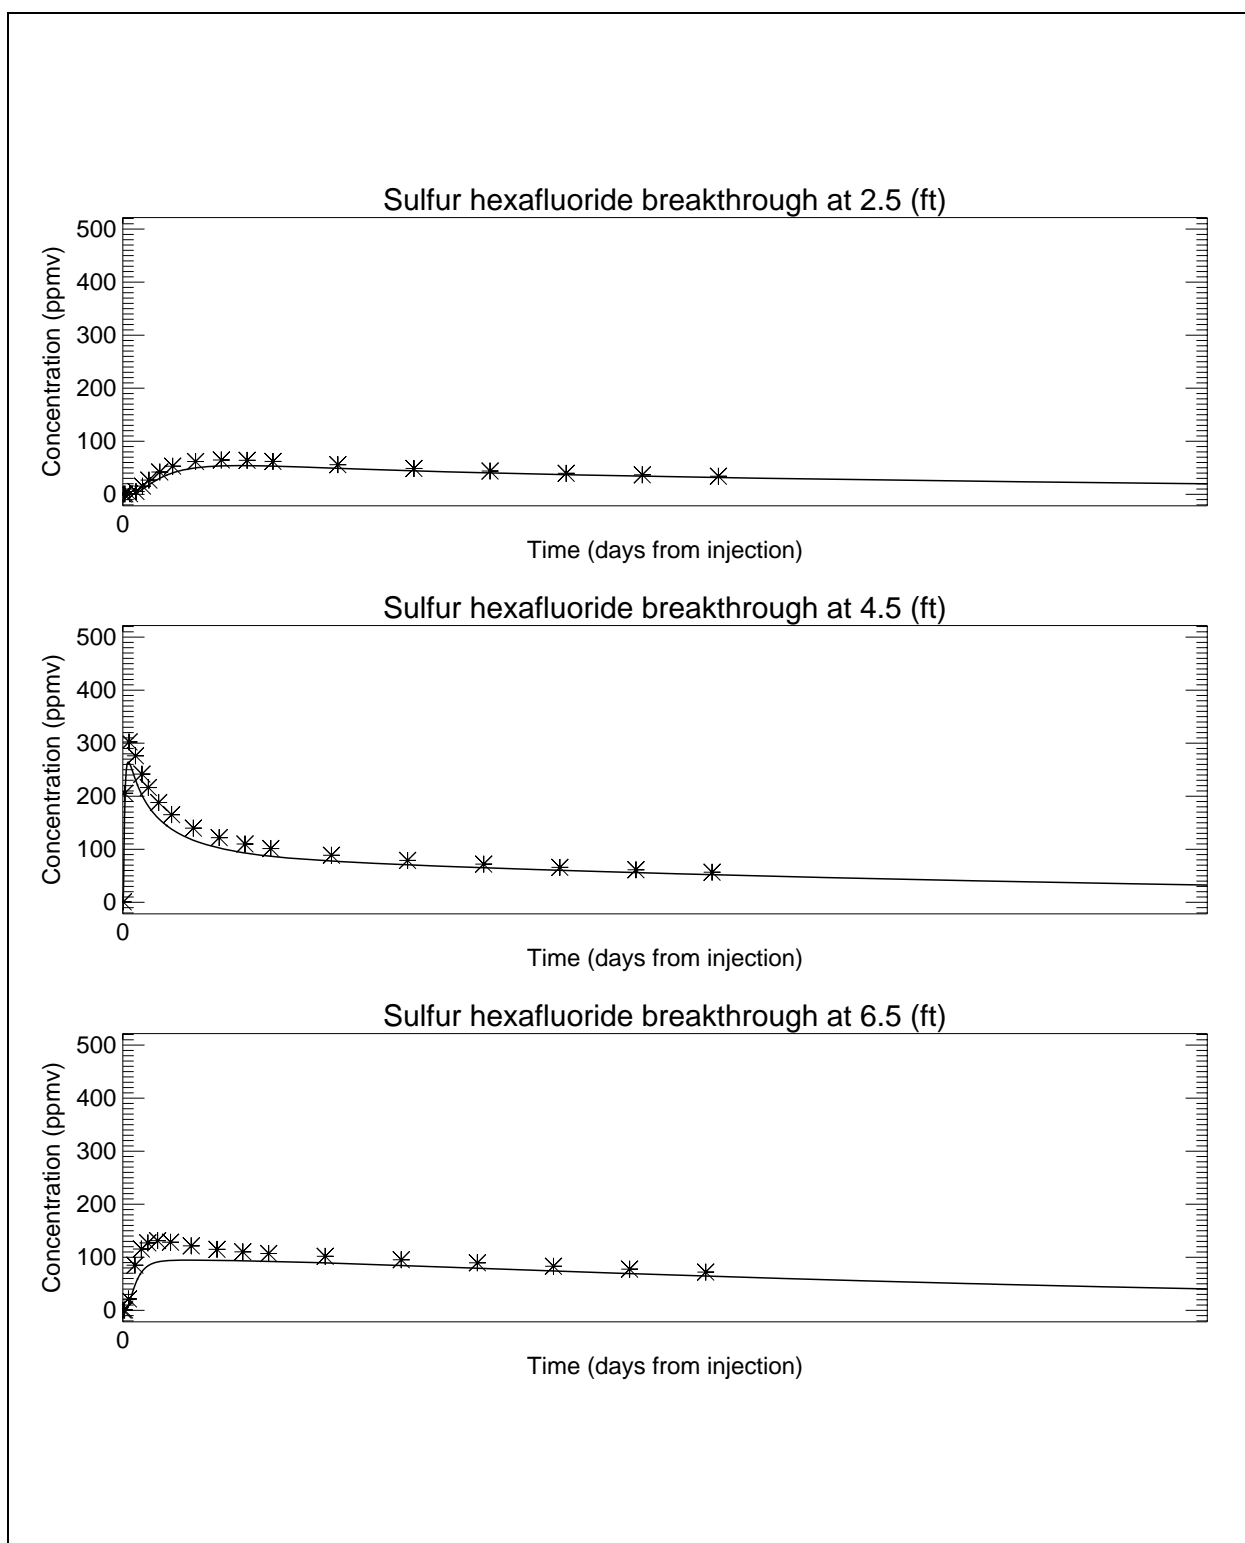 Sulfur hexafluoride breakthrough at 2.5 (ft)
500
400
300
200
100
0
Concentration (ppmv)
0
Time (days from injection)
Sulfur hexafluoride breakthrough at 4.5 (ft)
500
400
300
200
100
0
Concentration (ppmv)
0
Time (days from injection)
Sulfur hexafluoride breakthrough at 6.5 (ft)
500
400
300
200
100
0
Concentration (ppmv)
0
Time (days from injection)